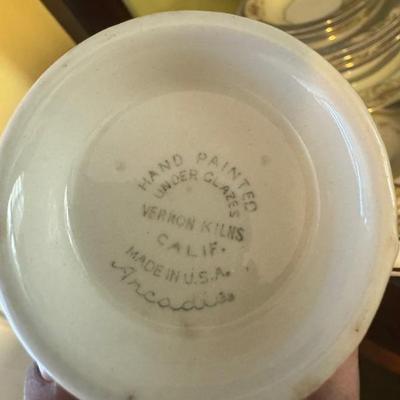 HAND PAINTED
UNDER GLAZES
VERNON KILNS
CALIF.
MADE IN U.S.A.
Arcadia